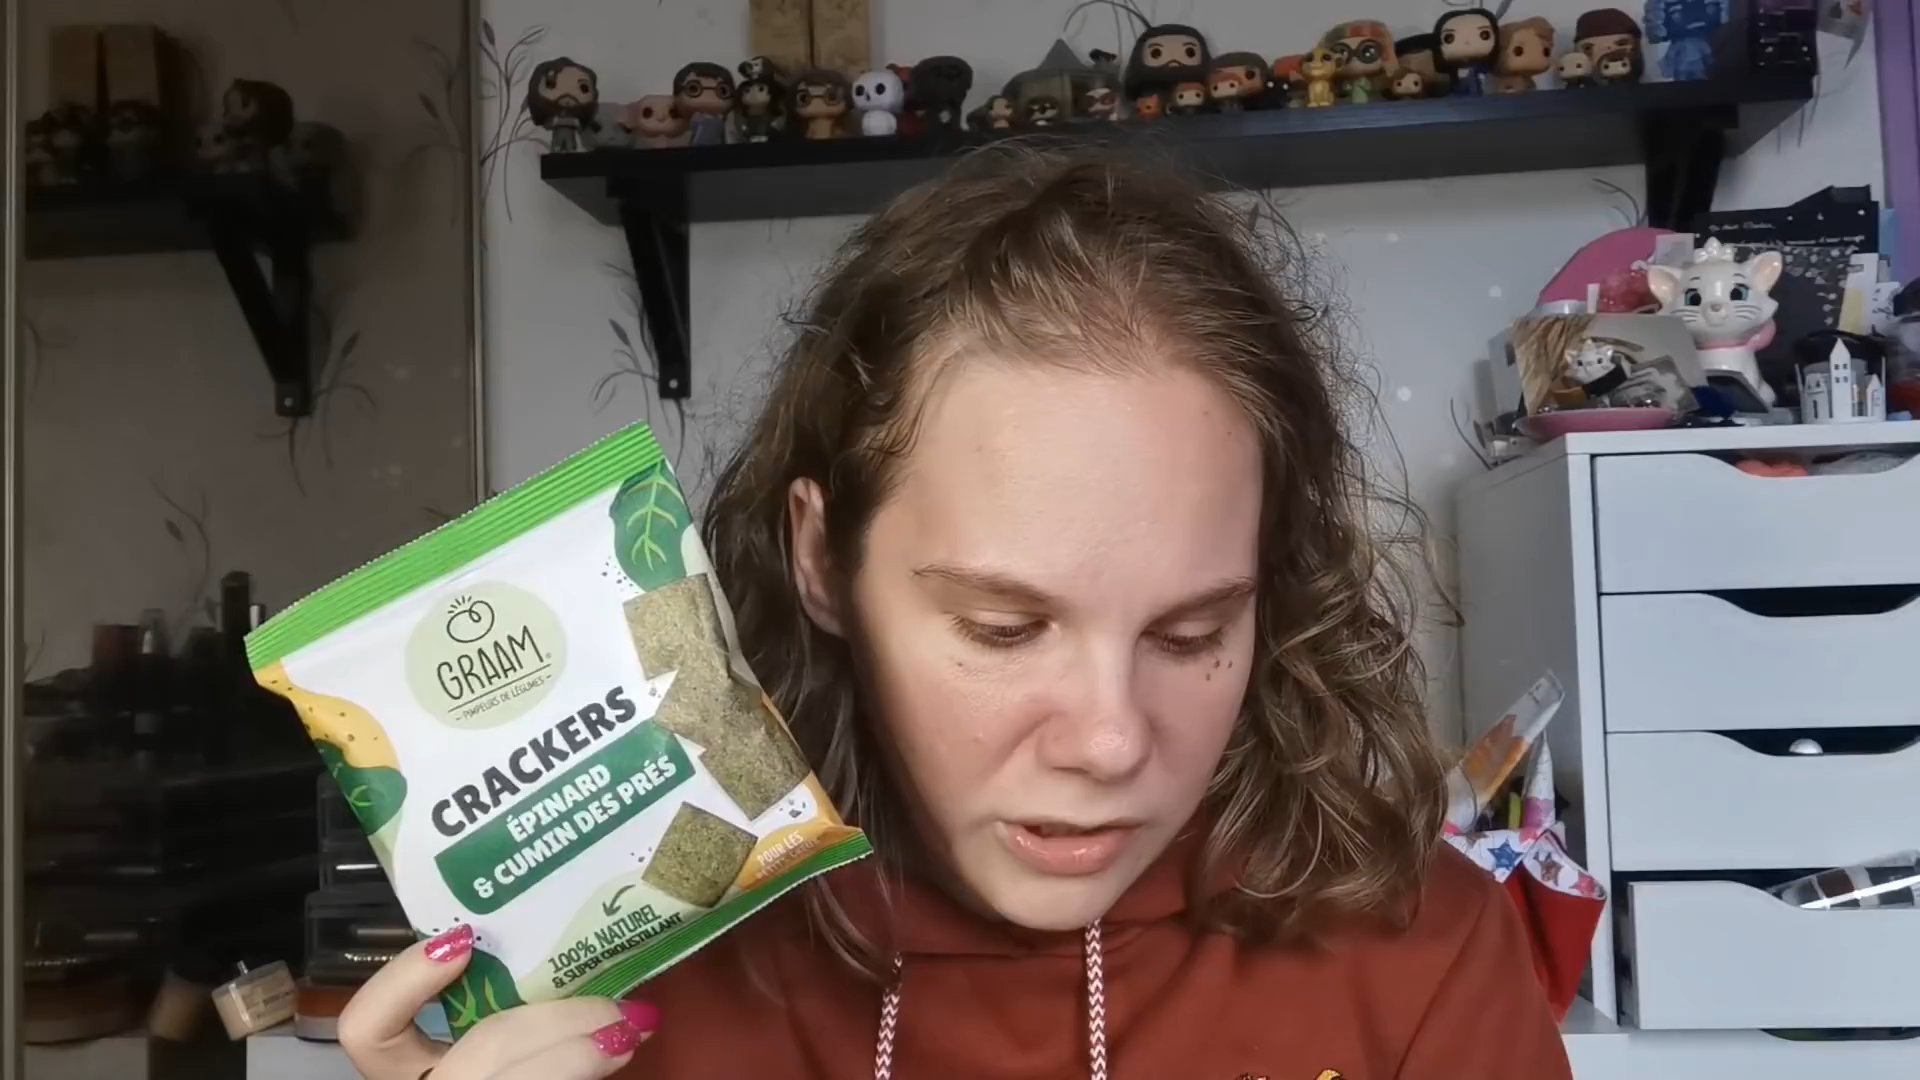 GRAAM
PIMPEURS DE LÉGUMES
CRACKERS
ÉPINARD
& CUMIN DES PRÉS
POUR LES
100% NATUREL
& SUPER CROUSTILLANT